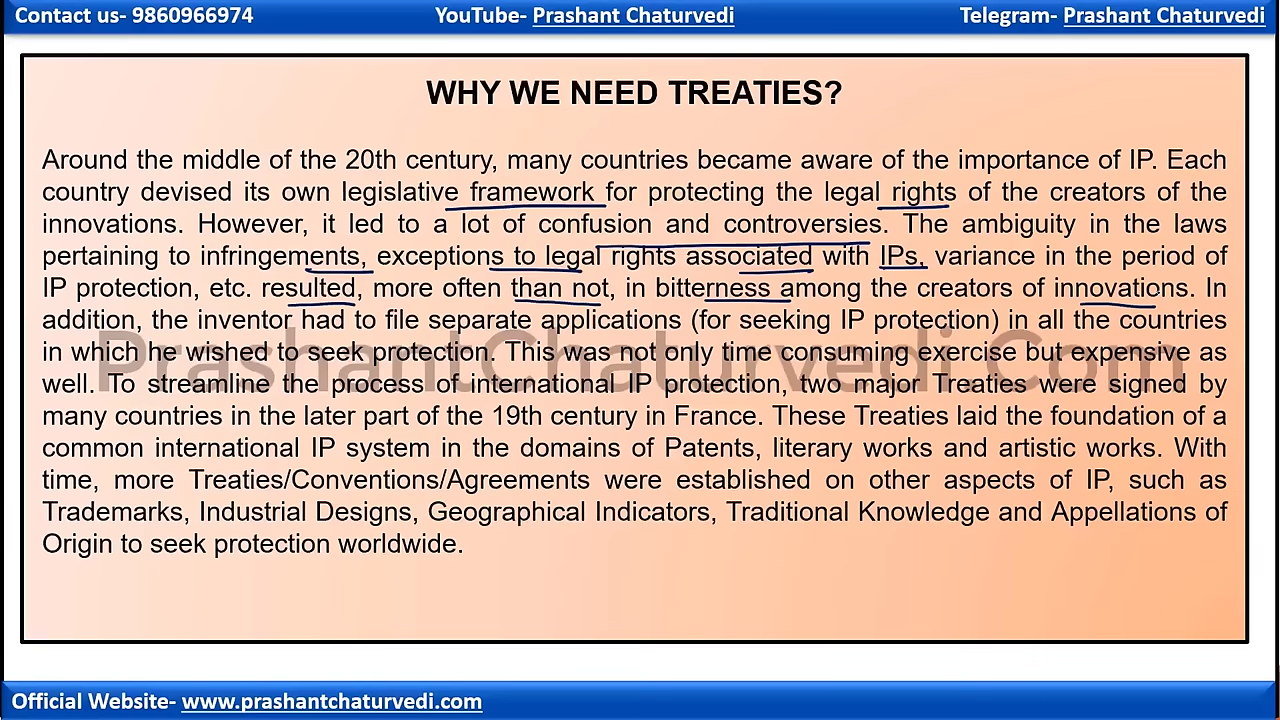 Contact us- 9860966974 YouTube- Prashant Chaturvedi Telegram- Prashant Chaturvedi
WHY WE NEED TREATIES?
Around the middle of the 20th century, many countries became aware of the importance of IP. Each
country devised its own legislative framework for protecting the legal rights of the creators of the
innovations. However, it led to a lot of confusion and controversies. The ambiguity in the laws
pertaining to infringements, exceptions to legal rights associated with IPs, variance in the period of
IP protection, etc. resulted, more often than not, in bitterness among the creators of innovations. In
addition, the inventor had to file separate applications (for seeking IP protection) in all the countries
in which he wished to seek protection. This was not only time consuming exercise but expensive as
well. To streamline the process of international IP protection, two major Treaties were signed by
many countries in the later part of the 19th century in France. These Treaties laid the foundation of a
common international IP system in the domains of Patents, literary works and artistic works. With
time, more Treaties/Conventions/Agreements were established on other aspects of IP, such as
Trademarks, Industrial Designs, Geographical Indicators, Traditional Knowledge and Appellations of
Origin to seek protection worldwide.
PrashantChaturvedi.Com
Official Website- www.prashantchaturvedi.com